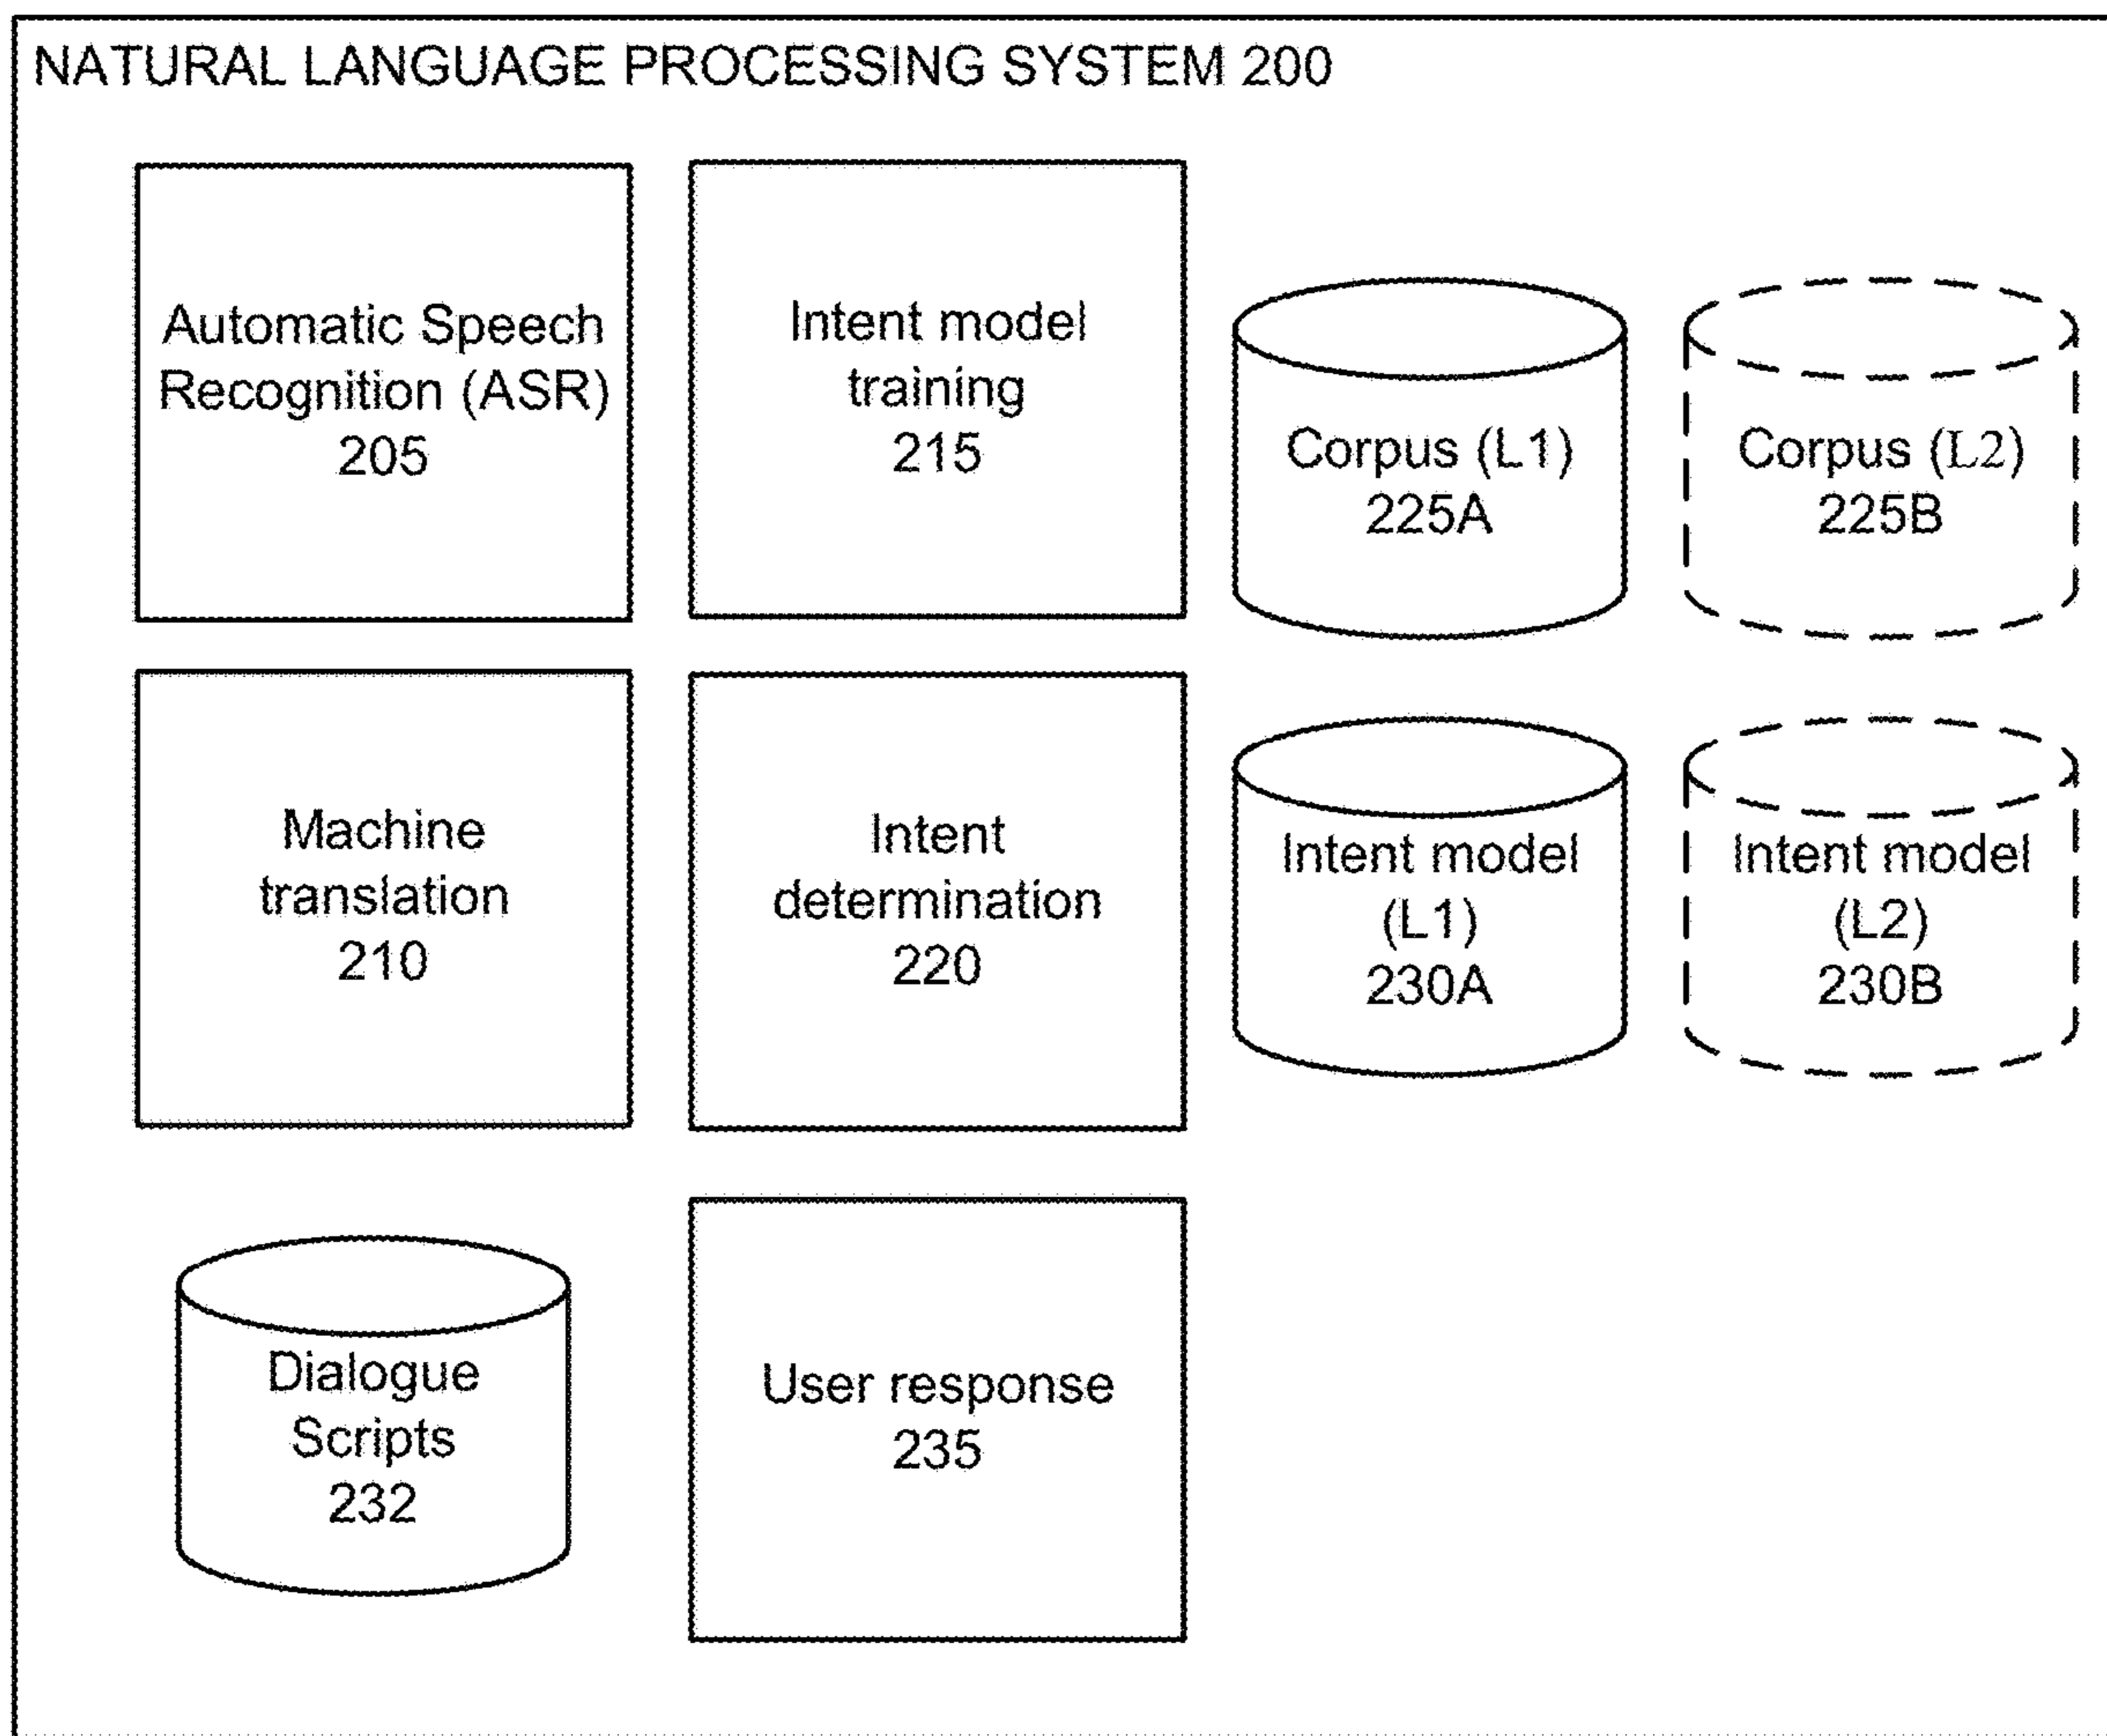 NATURAL LANGUAGE PROCESSING SYSTEM 200
Automatic Speech
Recognition (ASR)
205
Intent model
training
215
Corpus (L1)
225A
Corpus (L2)
225B
Machine
translation
210
Intent
determination
220
Intent model
(L1)
230A
Intent model
(L2)
230B
Dialogue
Scripts
232
User response
235